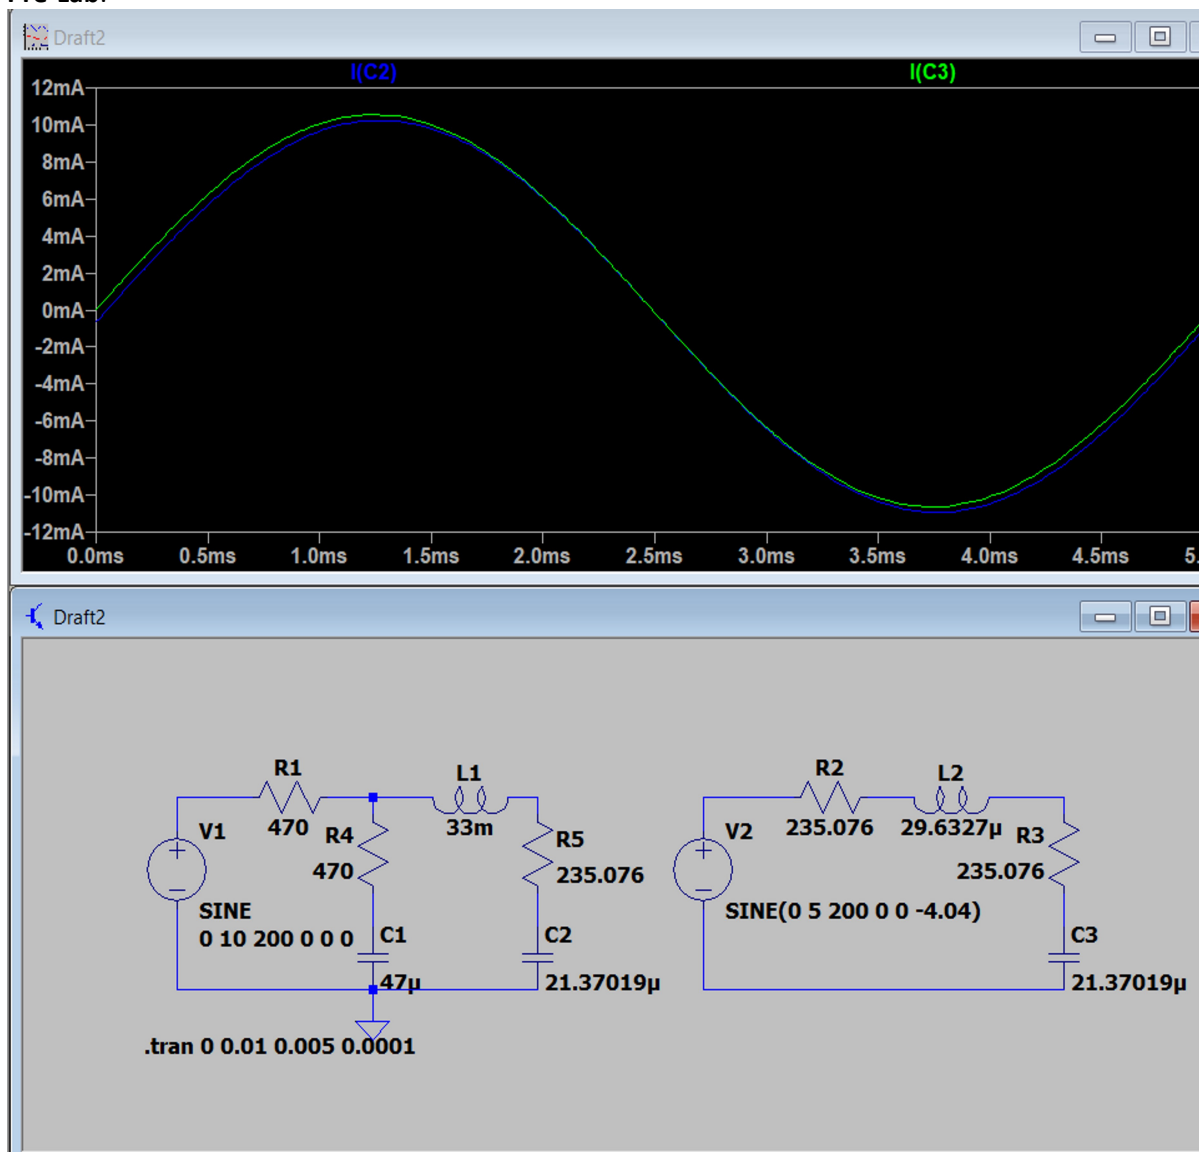 Pre-Lab:
Draft2
I(C2) I(C3)
12mA
10mA
8mA
6mA
4mA
2mA
0mA
-2mA
-4mA
-6mA
-8mA
-10mA
-12mA
0.0ms 0.5ms 1.0ms 1.5ms 2.0ms 2.5ms 3.0ms 3.5ms 4.0ms 4.5ms 5.
Draft2
R1 L1 R2 L2
V1 470 R4 33m R5 V2 235.076 29.6327µ R3
470 235.076 235.076
SINE SINE(0 5 200 0 0 -4.04)
0 10 200 0 0 0 C1 C2 C3
47µ 21.37019µ 21.37019µ
.tran 0 0.01 0.005 0.0001